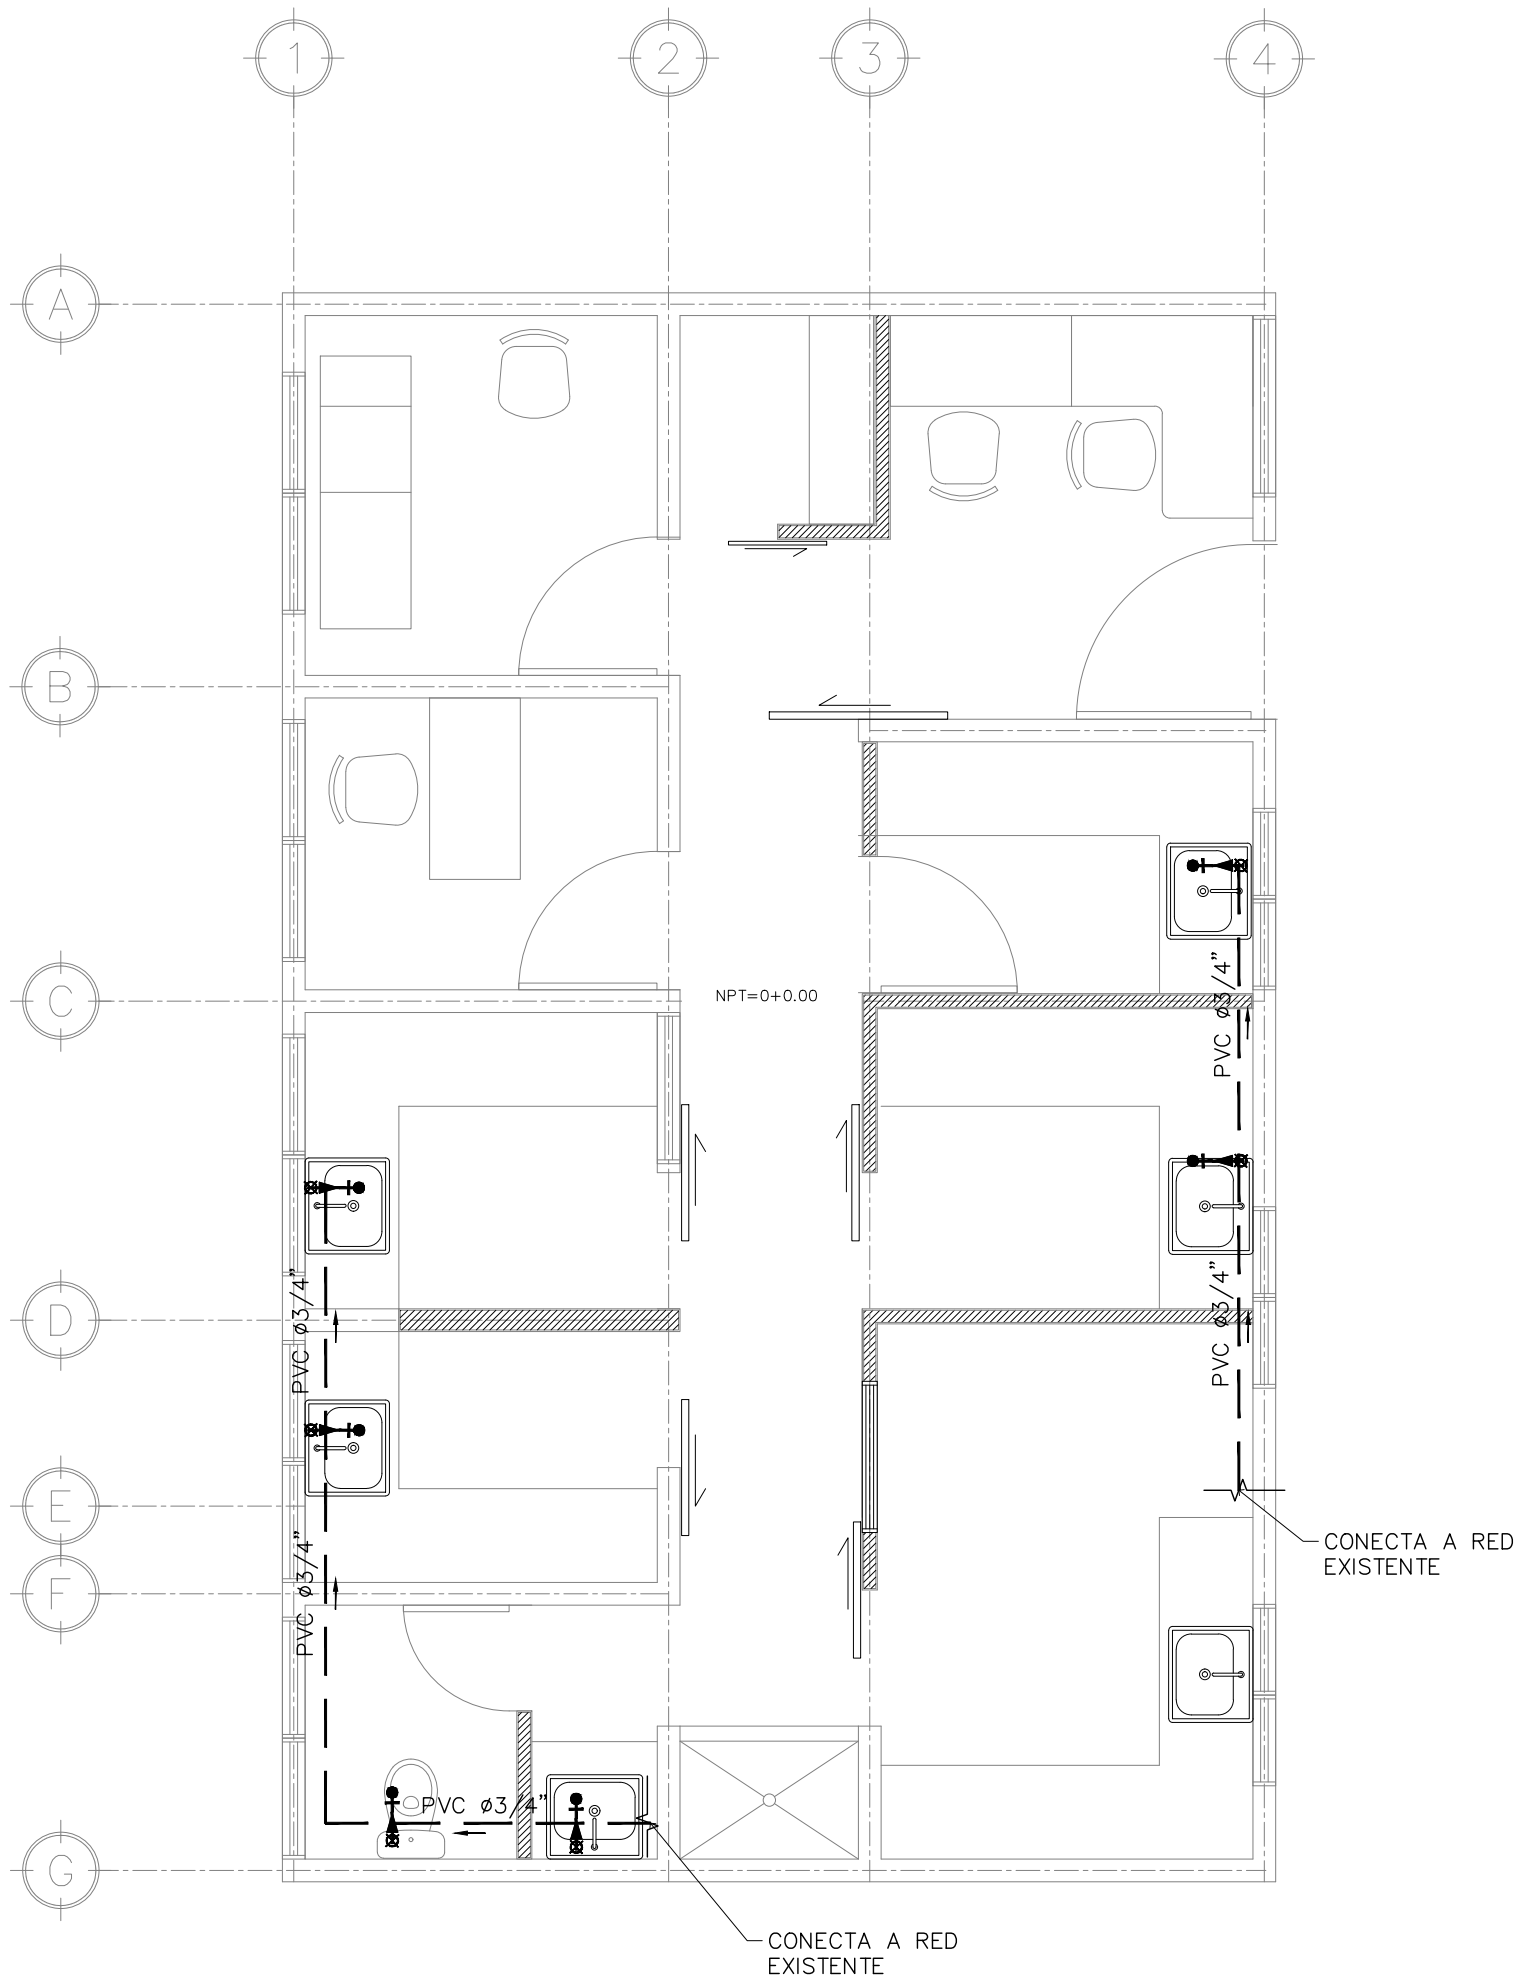 1
2
3
4
A
B
C
D
E
F
G
NPT=0+0.00
PVC ø3/4"
PVC ø3/4"
PVC ø3/4"
PVC ø3/4"
PVC ø3/4"
CONECTA A RED
EXISTENTE
CONECTA A RED
EXISTENTE